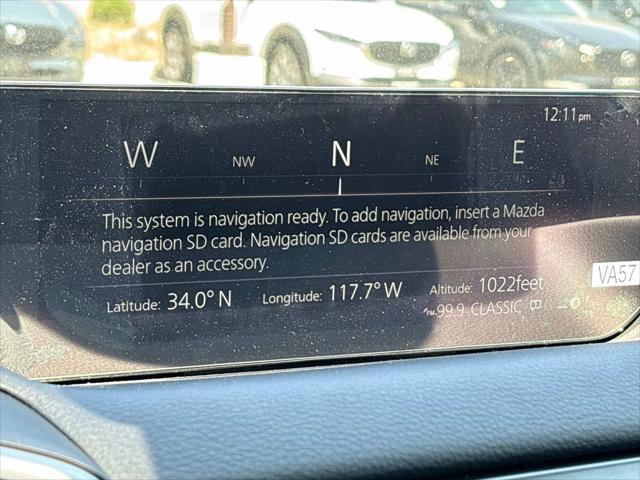 12:11pm
W NW N NE E
This system is navigation ready. To add navigation, insert a Mazda
navigation SD card. Navigation SD cards are available from your
dealer as an accessory.
Latitude: 34.0° N Longitude: 117.7° W Altitude: 1022feet
VA57
99.9 CLASSIC